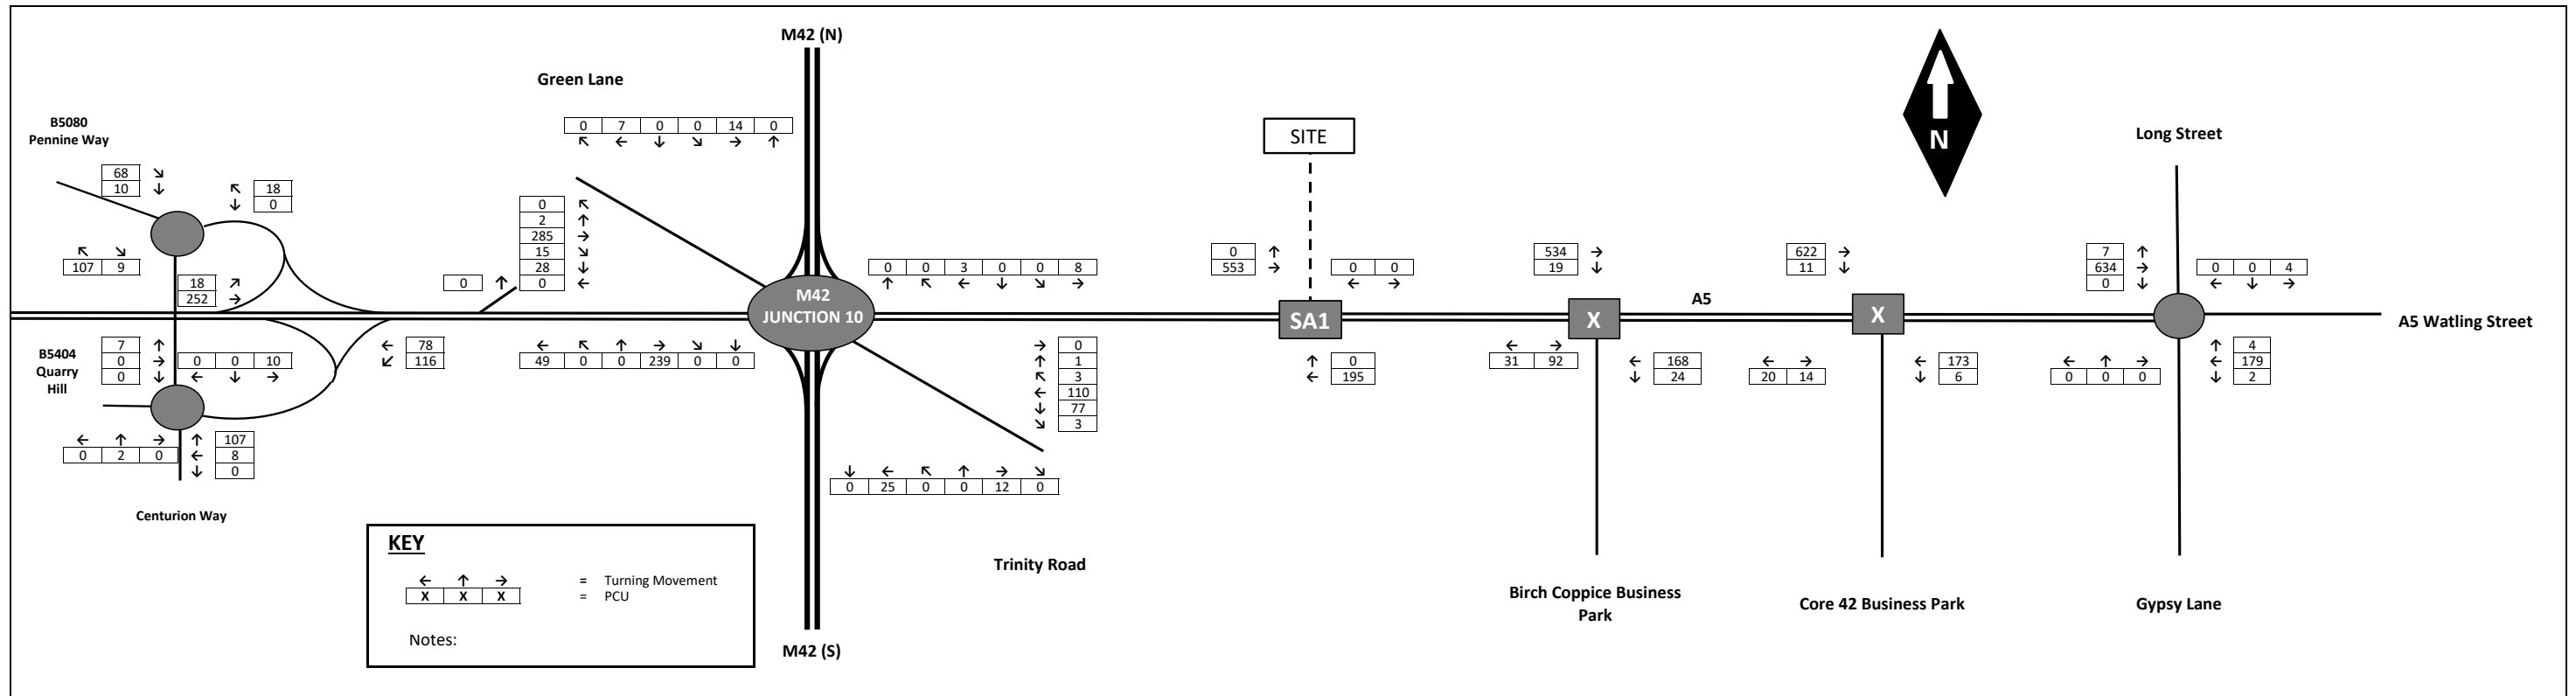 M42 (N)
Green Lane
B5080
Pennine Way
0 7 0 0 14 0
↖ ← ↓ ↘ → ↑
SITE
N
Long Street
68 ↘
10 ↓
↖ 18
↓ 0
↖ ↘
107 9
18 ↗
252 →
0 ↖
2 ↑
285 →
15 ↘
28 ↓
0 ←
0 ↑
M42
JUNCTION 10
0 0 3 0 0 8
↑ ↖ ← ↓ ↘ →
0 ↑
553 →
0 0
← →
SA1
534 →
19 ↓
X
A5
622 →
11 ↓
X
7 ↑
634 →
0 ↓
0 0 4
← ↓ →
A5 Watling Street
B5404
Quarry
Hill
7 ↑
0 →
0 ↓
0 0 10
← ↓ →
← 78
↙ 116
← ↖ ↑ → ↘ ↓
49 0 0 239 0 0
→ 0
↑ 1
↖ 3
← 110
↓ 77
↘ 3
↑ 0
← 195
← →
31 92
← 168
↓ 24
← →
20 14
← 173
↓ 6
← ↑ →
0 0 0
↑ 4
← 179
↓ 2
← ↑ →
0 2 0
↑ 107
← 8
↓ 0
↓ ← ↖ ↑ → ↘
0 25 0 0 12 0
Centurion Way
Trinity Road
Birch Coppice Business
Park
Core 42 Business Park
Gypsy Lane
KEY
← ↑ → = Turning Movement
X X X = PCU
Notes:
M42 (S)